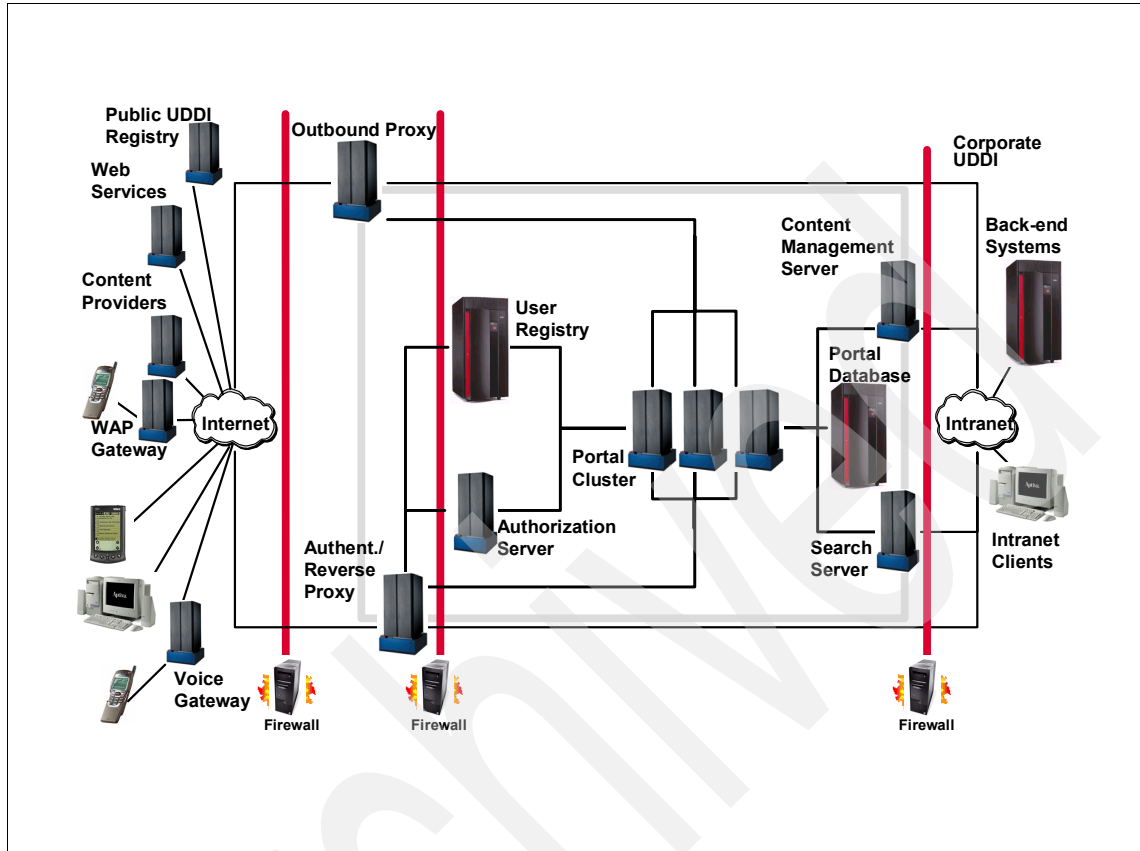 Public UDDI
Registry
Outbound Proxy
Corporate
UDDI
Web
Services
Content
Management
Server
Back-end
Systems
Content
Providers
User
Registry
Portal
Database
WAP
Gateway
Internet
Intranet
Portal
Cluster
Authorization
Server
Authent./
Reverse
Proxy
Search
Server
Intranet
Clients
Voice
Gateway
Firewall
Firewall
Firewall
Aptiva
Aptiva